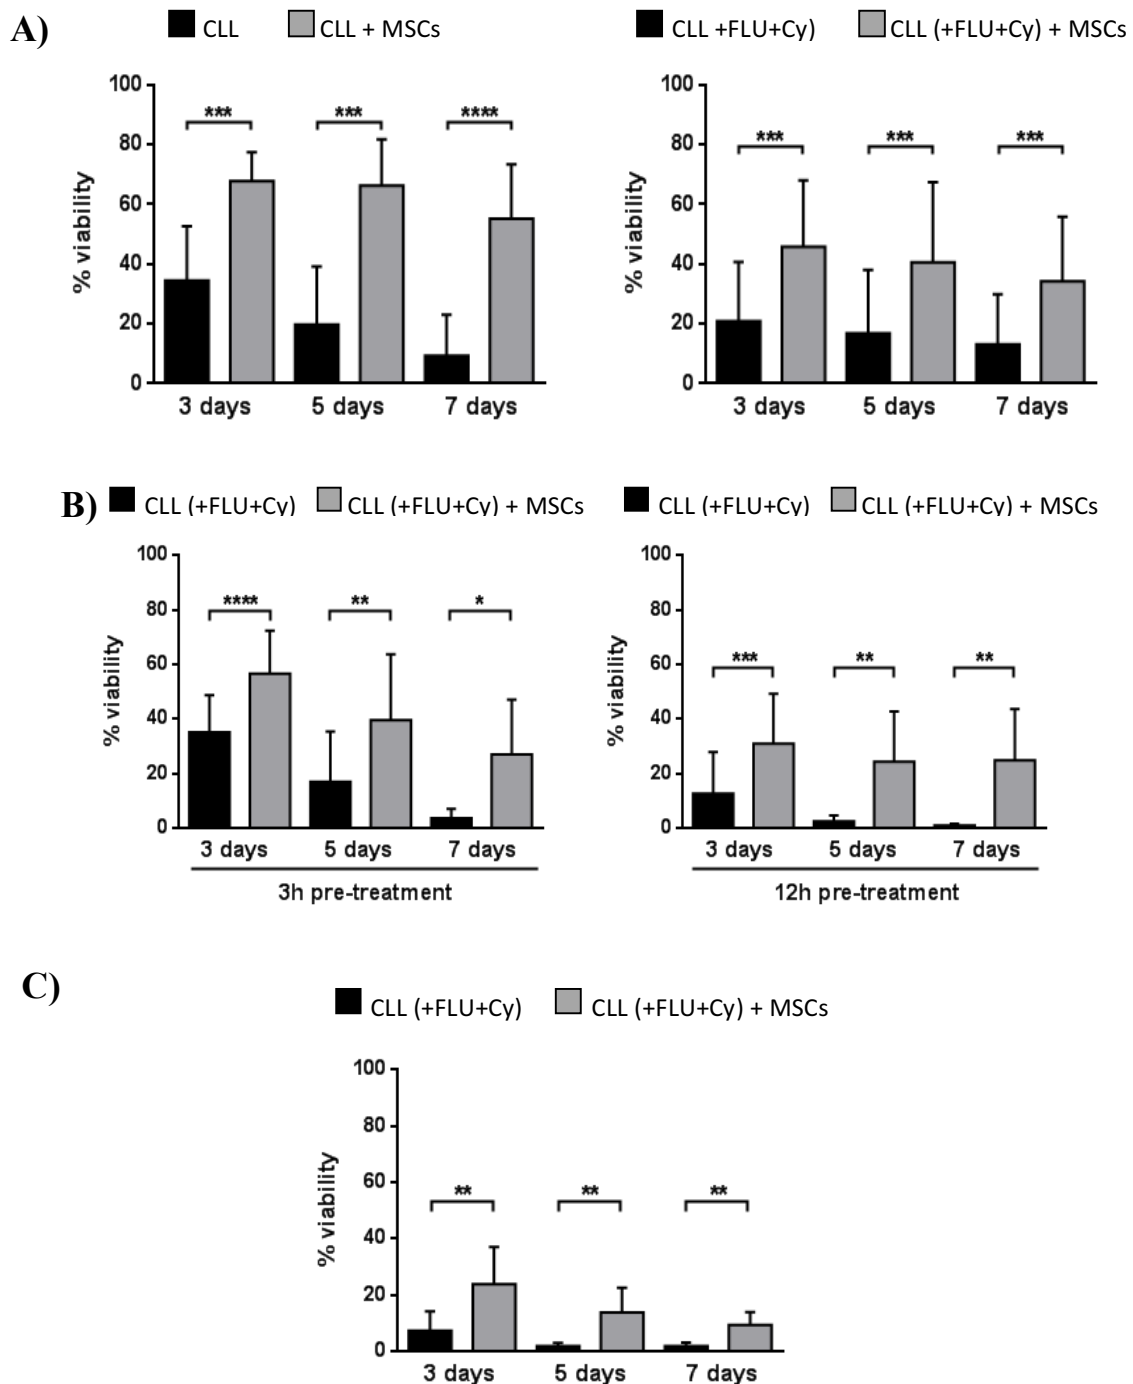 A)
CLL
CLL + MSCs
CLL +FLU+Cy)
CLL (+FLU+Cy) + MSCs
100
80
60
40
20
0
% viability
***
***
****
3 days
5 days
7 days
100
80
60
40
20
0
% viability
***
***
***
3 days
5 days
7 days
B)
CLL (+FLU+Cy)
CLL (+FLU+Cy) + MSCs
CLL (+FLU+Cy)
CLL (+FLU+Cy) + MSCs
100
80
60
40
20
0
% viability
****
**
*
3 days
5 days
7 days
3h pre-treatment
100
80
60
40
20
0
% viability
***
**
**
3 days
5 days
7 days
12h pre-treatment
C)
CLL (+FLU+Cy)
CLL (+FLU+Cy) + MSCs
100
80
60
40
20
0
% viability
**
**
**
3 days
5 days
7 days